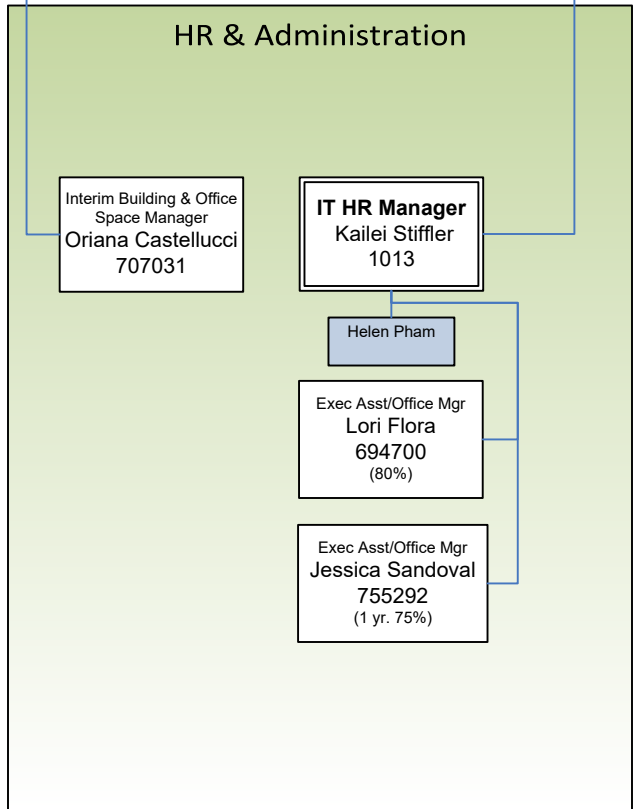 HR & Administration
Interim Building & Office
Space Manager
Oriana Castellucci
707031
IT HR Manager
Kailei Stiffler
1013
Helen Pham
Exec Asst/Office Mgr
Lori Flora
694700
(80%)
Exec Asst/Office Mgr
Jessica Sandoval
755292
(1 yr. 75%)